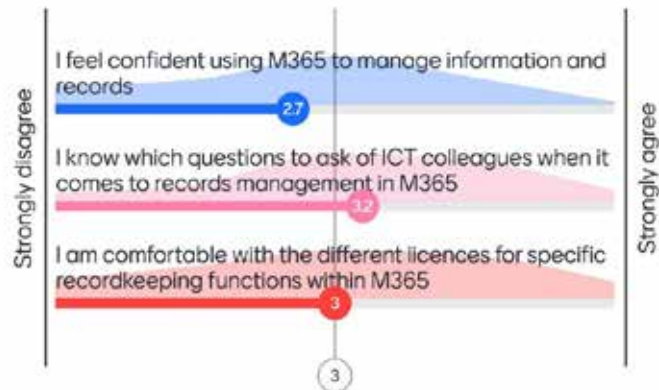 Strongly disagree
I feel confident using M365 to manage information and
records
2.7
I know which questions to ask of ICT colleagues when it
comes to records management in M365
3.2
I am comfortable with the different licences for specific
recordkeeping functions within M365
3
3
Strongly agree